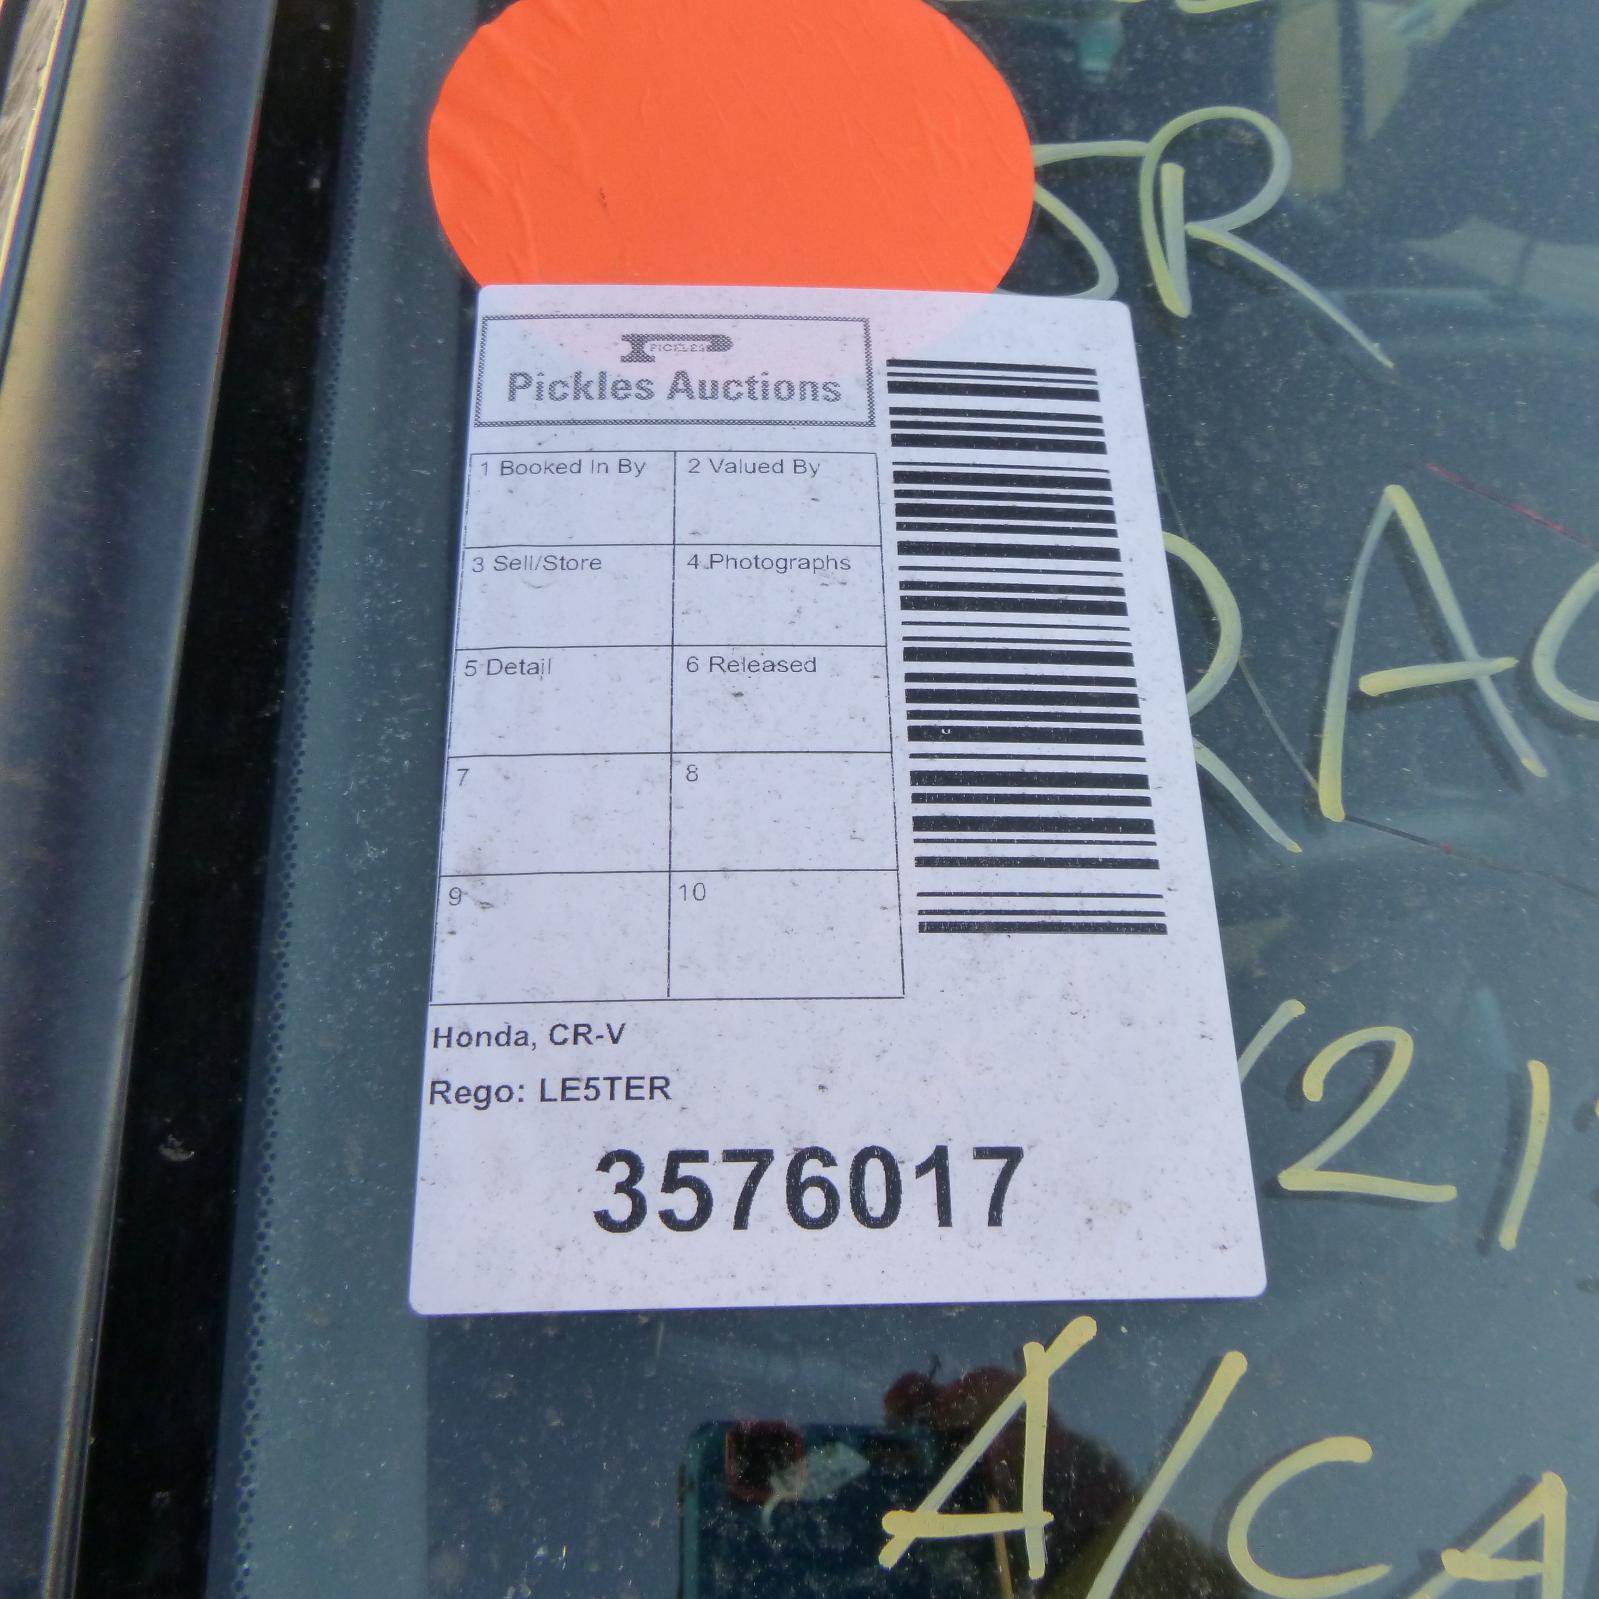 SR
PICKLES
Pickles Auctions
1 Booked In By
2 Valued By
3 Sell/Store
4 Photographs
5 Detail
6 Released
7
8
9
10
Honda, CR-V
Rego: LE5TER
3576017
RAC
/21
A/CA